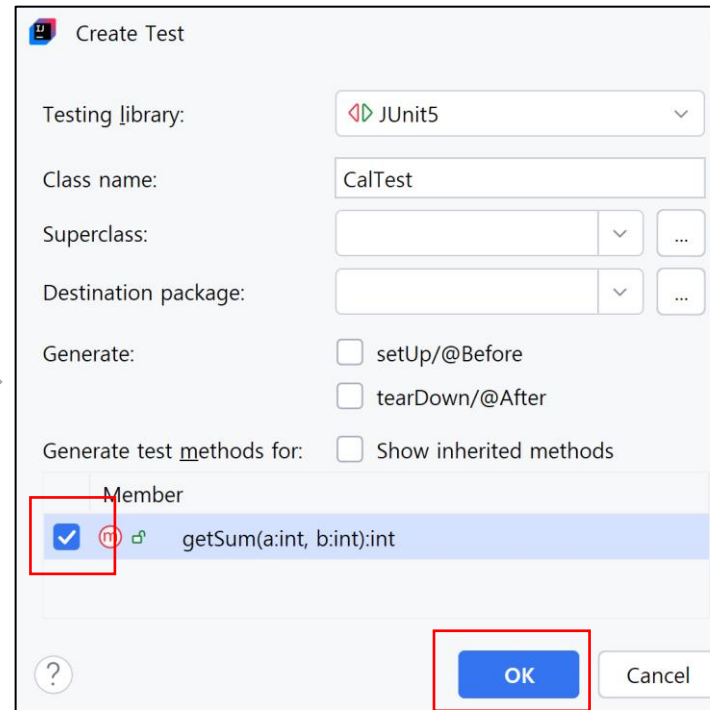 Create Test
Testing library:
JUnit5
Class name:
CalTest
Superclass:
...
Destination package:
...
Generate:
setUp/@Before
tearDown/@After
Generate test methods for:
Show inherited methods
Member
m
getSum(a:int, b:int):int
?
OK
Cancel